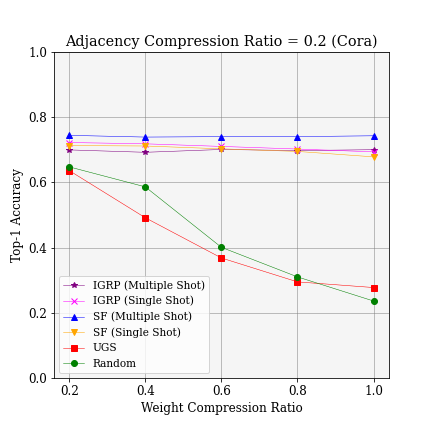 Adjacency Compression Ratio = 0.2 (Cora)
1.0
0.8
0.6
0.4
0.2
0.0
Top-1 Accuracy
IGRP (Multiple Shot)
IGRP (Single Shot)
SF (Multiple Shot)
SF (Single Shot)
UGS
Random
0.2 0.4 0.6 0.8 1.0
Weight Compression Ratio